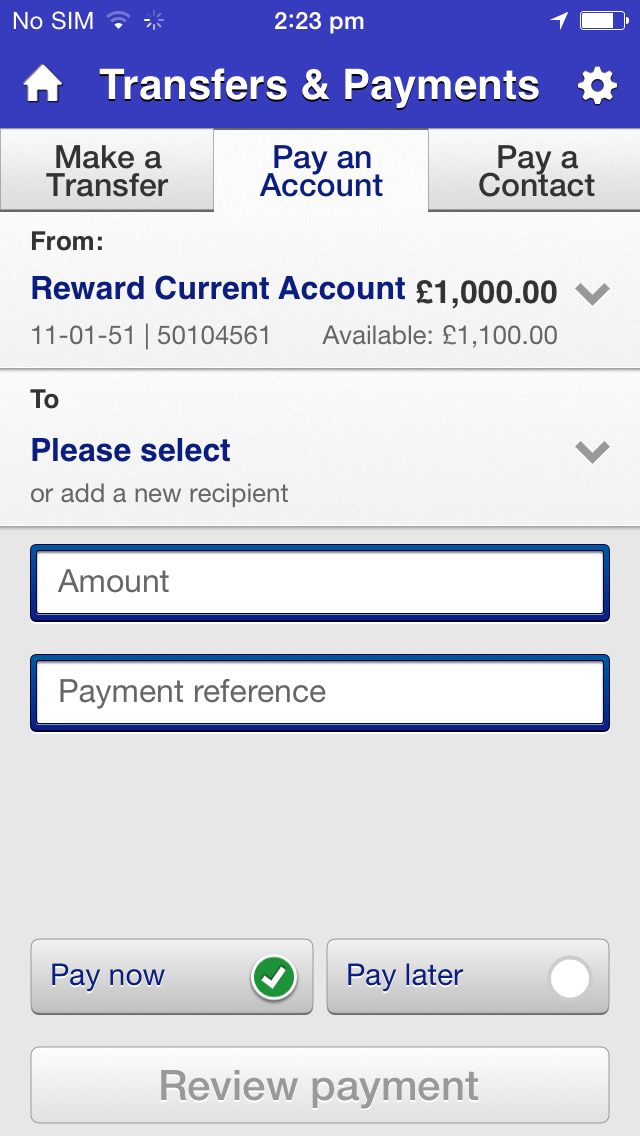 No SIM 2:23 pm
Transfers & Payments
Make a Transfer
Pay an Account
Pay a Contact
From:
Reward Current Account £1,000.00
11-01-51 | 50104561 Available: £1,100.00
To
Please select
or add a new recipient
Amount
Payment reference
Pay now Pay later
Review payment